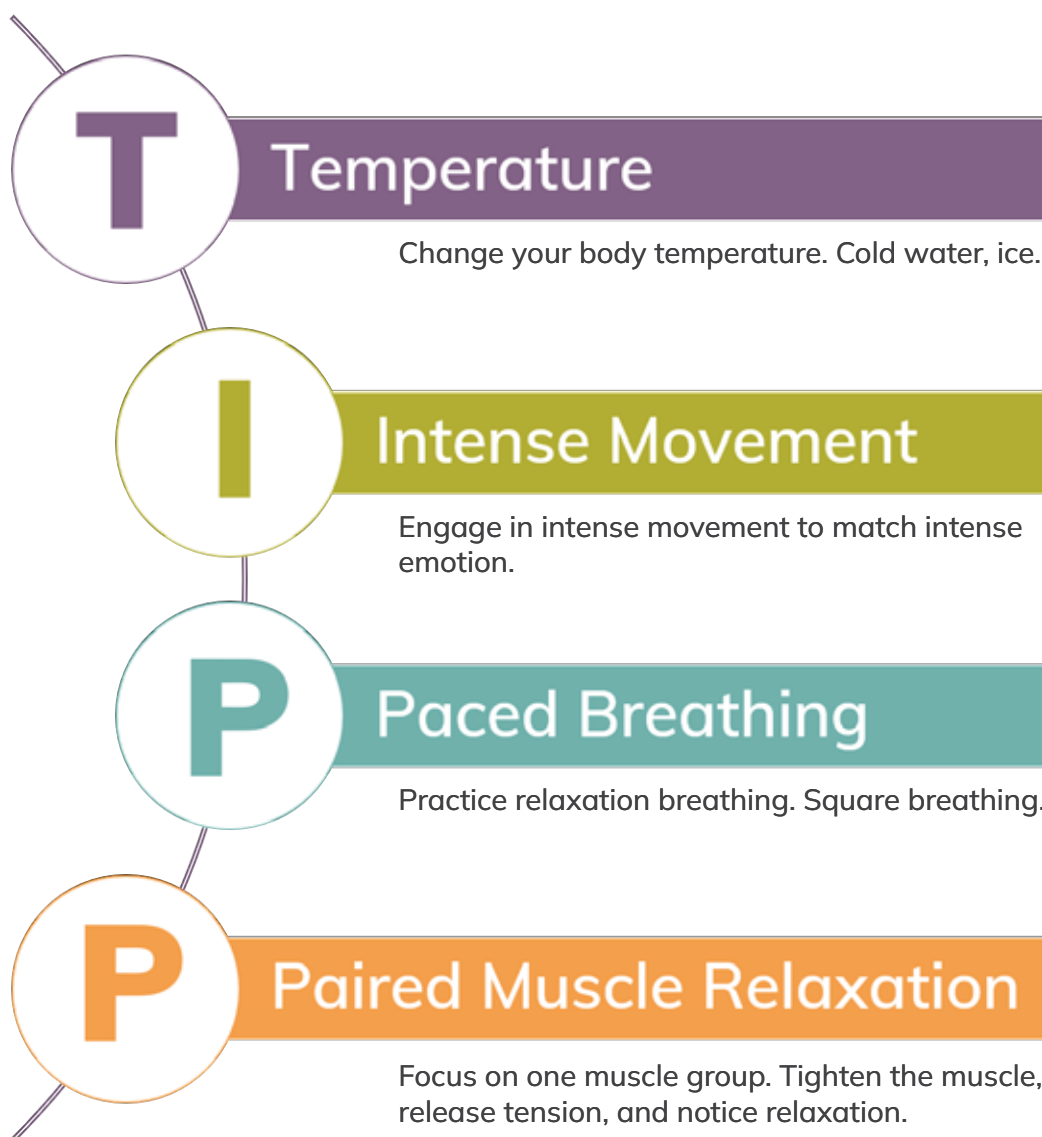 T
Temperature
Change your body temperature. Cold water, ice.
I
Intense Movement
Engage in intense movement to match intense
emotion.
P
Paced Breathing
Practice relaxation breathing. Square breathing.
P
Paired Muscle Relaxation
Focus on one muscle group. Tighten the muscle,
release tension, and notice relaxation.